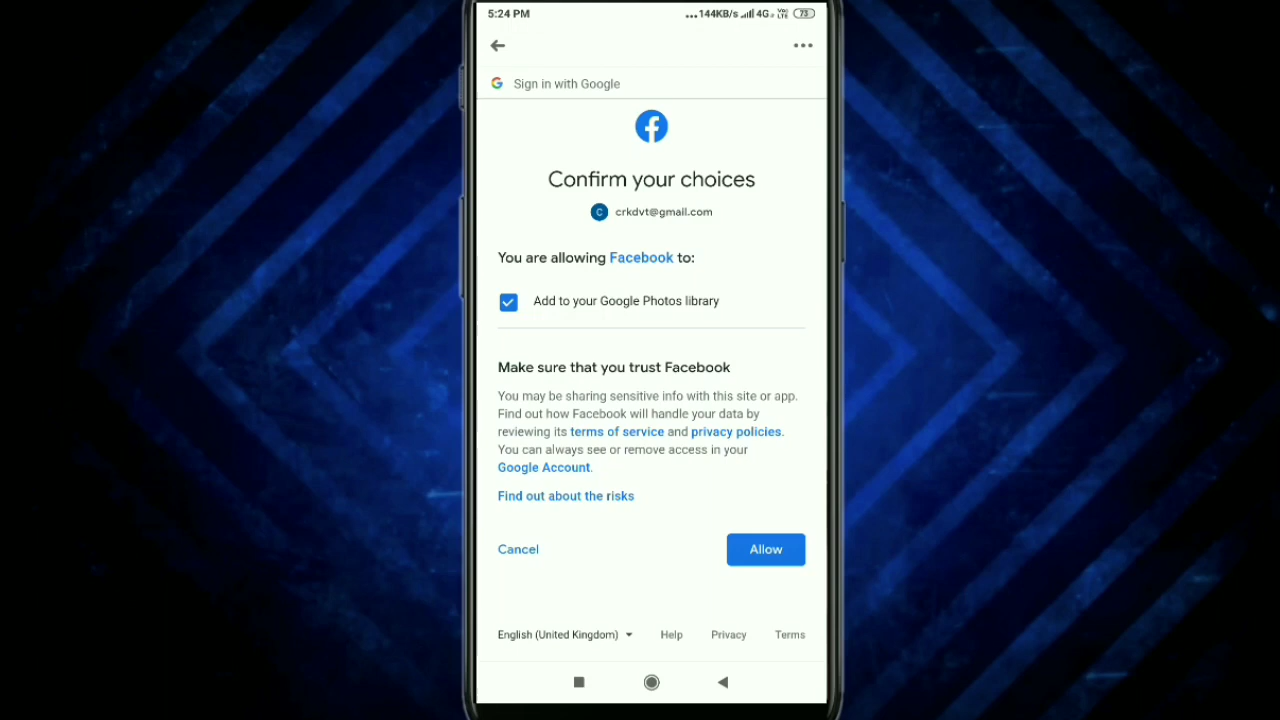 5:24 PM
...144KB/s 4G Vo LTE 73
Sign in with Google
Confirm your choices
C crkdvt@gmail.com
You are allowing Facebook to:
Add to your Google Photos library
Make sure that you trust Facebook
You may be sharing sensitive info with this site or app.
Find out how Facebook will handle your data by
reviewing its terms of service and privacy policies.
You can always see or remove access in your
Google Account.
Find out about the risks
Cancel
Allow
English (United Kingdom)
Help
Privacy
Terms